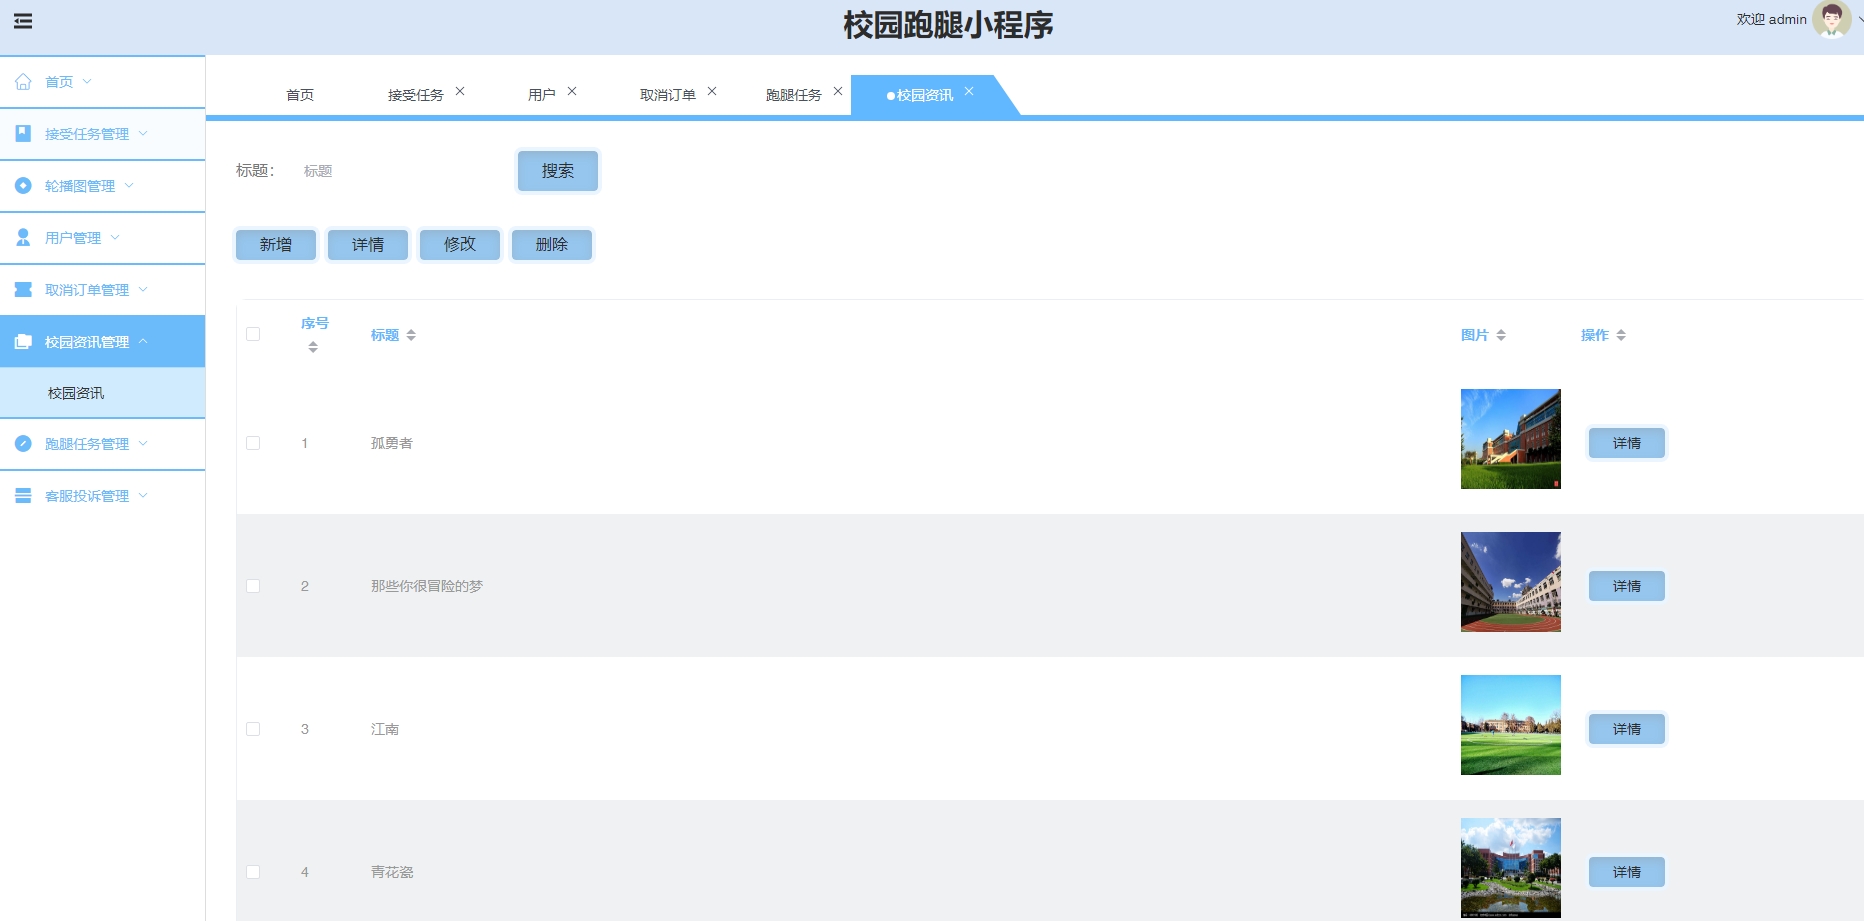 校园跑腿小程序
欢迎 admin
首页
接受任务管理
轮播图管理
用户管理
取消订单管理
校园资讯管理
校园资讯
跑腿任务管理
客服投诉管理
首页 接受任务 用户 取消订单 跑腿任务 校园资讯
标题： 标题 搜索
新增 详情 修改 删除
序号 标题 图片 操作
1 孤勇者 详情
2 那些你很冒险的梦 详情
3 江南 详情
4 青花瓷 详情